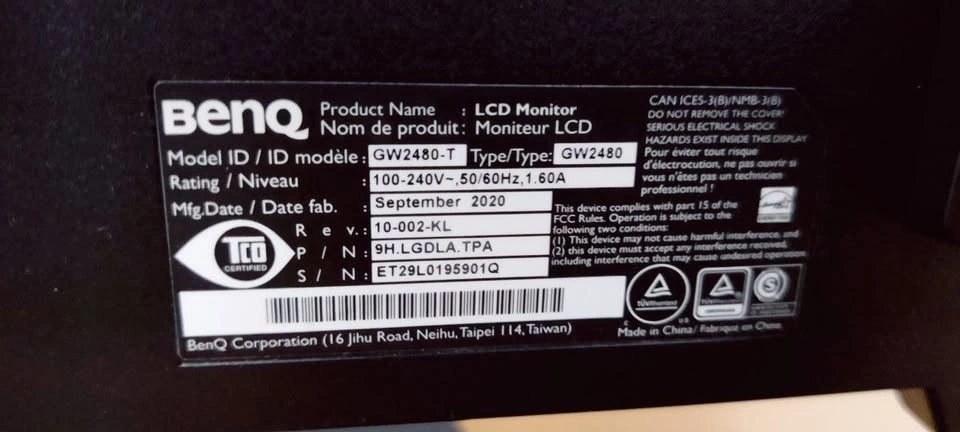 BenQ
Product Name : LCD Monitor
Nom de produit : Moniteur LCD
Model ID / ID modèle : GW2480-T Type/Type: GW2480
Rating / Niveau : 100-240V~,50/60Hz,1.60A
Mfg.Date / Date fab. : September 2020
Rev.: 10-002-KL
P / N : 9H.LGDLA.TPA
S / N : ET29L0195901Q
TCO
CERTIFIED
BenQ Corporation (16 Jihu Road, Neihu, Taipei 114, Taiwan)
CAN ICES-3(B)/NMB-3(B)
DO NOT REMOVE THE COVER
SERIOUS ELECTRICAL SHOCK
HAZARDS EXIST INSIDE THIS DISPLAY
Pour éviter tout risque
d'électrocution, ne pas ouvrir si
vous n'êtes pas un technicien
professionnel !
This device complies with part 15 of the
FCC Rules. Operation is subject to the
following two conditions:
(1) This device may not cause harmful interference, and
(2) this device must accept any interference received,
including interference that may cause undesired operation
TÜVRheinland
C US
TÜVRheinland
S
Made in China/ Fabriqué en Chine